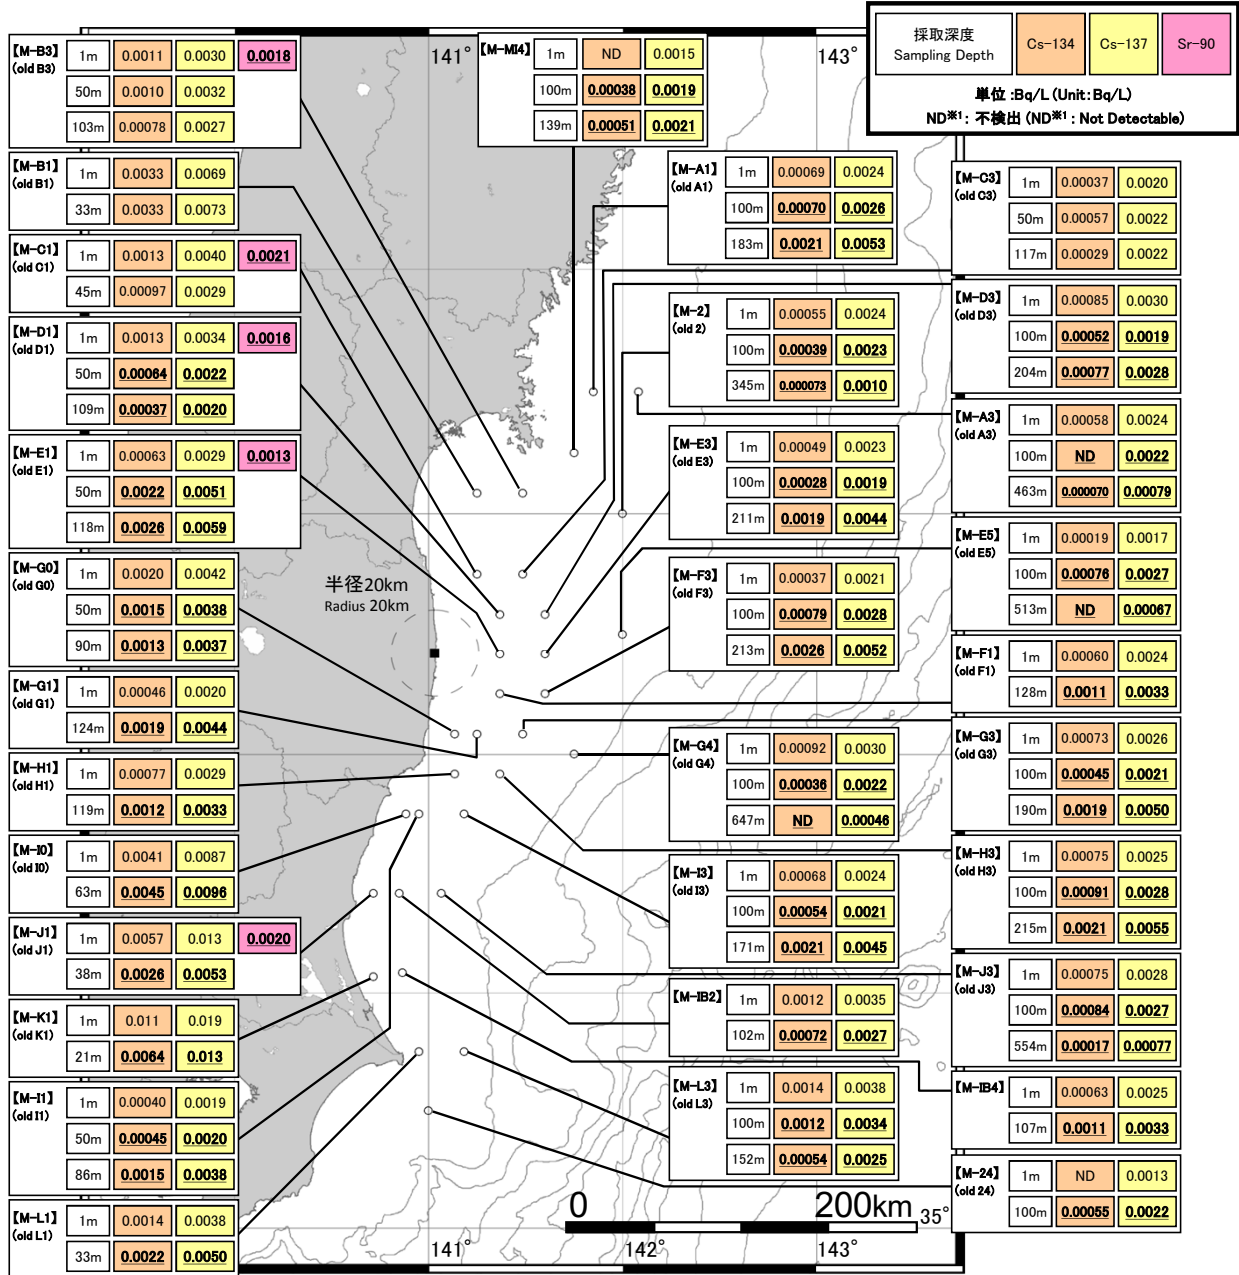 採取深度
Sampling Depth
Cs-134
Cs-137
Sr-90
単位 :Bq/L (Unit:Bq/L)
ND※1: 不検出 (ND※1 : Not Detectable)
【M-B3】
(old B3)
1m 0.0011 0.0030 0.0018
50m 0.0010 0.0032
103m 0.00078 0.0027
【M-B1】
(old B1)
1m 0.0033 0.0069
33m 0.0033 0.0073
【M-C1】
(old C1)
1m 0.0013 0.0040 0.0021
45m 0.00097 0.0029
【M-D1】
(old D1)
1m 0.0013 0.0034 0.0016
50m 0.00064 0.0022
109m 0.00037 0.0020
【M-E1】
(old E1)
1m 0.00063 0.0029 0.0013
50m 0.0022 0.0051
118m 0.0026 0.0059
【M-G0】
(old G0)
1m 0.0020 0.0042
50m 0.0015 0.0038
90m 0.0013 0.0037
【M-G1】
(old G1)
1m 0.00046 0.0020
124m 0.0019 0.0044
【M-H1】
(old H1)
1m 0.00077 0.0029
119m 0.0012 0.0033
【M-I0】
(old I0)
1m 0.0041 0.0087
63m 0.0045 0.0096
【M-J1】
(old J1)
1m 0.0057 0.013 0.0020
38m 0.0026 0.0053
【M-K1】
(old K1)
1m 0.011 0.019
21m 0.0064 0.013
【M-I1】
(old I1)
1m 0.00040 0.0019
50m 0.00045 0.0020
86m 0.0015 0.0038
【M-L1】
(old L1)
1m 0.0014 0.0038
33m 0.0022 0.0050
141°
143°
半径20km
Radius 20km
【M-MI4】
1m ND 0.0015
100m 0.00038 0.0019
139m 0.00051 0.0021
【M-A1】
(old A1)
1m 0.00069 0.0024
100m 0.00070 0.0026
183m 0.0021 0.0053
【M-2】
(old 2)
1m 0.00055 0.0024
100m 0.00039 0.0023
345m 0.000073 0.0010
【M-E3】
(old E3)
1m 0.00049 0.0023
100m 0.00028 0.0019
211m 0.0019 0.0044
【M-F3】
(old F3)
1m 0.00037 0.0021
100m 0.00079 0.0028
213m 0.0026 0.0052
【M-G4】
(old G4)
1m 0.00092 0.0030
100m 0.00036 0.0022
647m ND 0.00046
【M-I3】
(old I3)
1m 0.00068 0.0024
100m 0.00054 0.0021
171m 0.0021 0.0045
【M-IB2】
1m 0.0012 0.0035
102m 0.00072 0.0027
【M-L3】
(old L3)
1m 0.0014 0.0038
100m 0.0012 0.0034
152m 0.00054 0.0025
【M-C3】
(old C3)
1m 0.00037 0.0020
50m 0.00057 0.0022
117m 0.00029 0.0022
【M-D3】
(old D3)
1m 0.00085 0.0030
100m 0.00052 0.0019
204m 0.00077 0.0028
【M-A3】
(old A3)
1m 0.00058 0.0024
100m ND 0.0022
463m 0.000070 0.00079
【M-E5】
(old E5)
1m 0.00019 0.0017
100m 0.00076 0.0027
513m ND 0.00067
【M-F1】
(old F1)
1m 0.00060 0.0024
128m 0.0011 0.0033
【M-G3】
(old G3)
1m 0.00073 0.0026
100m 0.00045 0.0021
190m 0.0019 0.0050
【M-H3】
(old H3)
1m 0.00075 0.0025
100m 0.00091 0.0028
215m 0.0021 0.0055
【M-J3】
(old J3)
1m 0.00075 0.0028
100m 0.00084 0.0027
554m 0.00017 0.00077
【M-IB4】
1m 0.00063 0.0025
107m 0.0011 0.0033
【M-24】
(old 24)
1m ND 0.0013
100m 0.00055 0.0022
0 200km
35°
141°
142°
143°